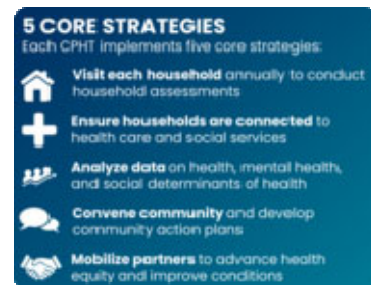 5 CORE STRATEGIES
Each CPHT implements five core strategies:
Visit each household annually to conduct
household assessments
Ensure households are connected to
health care and social services
Analyze data on health, mental health,
and social determinants of health
Convene community and develop
community action plans
Mobilize partners to advance health
equity and improve conditions